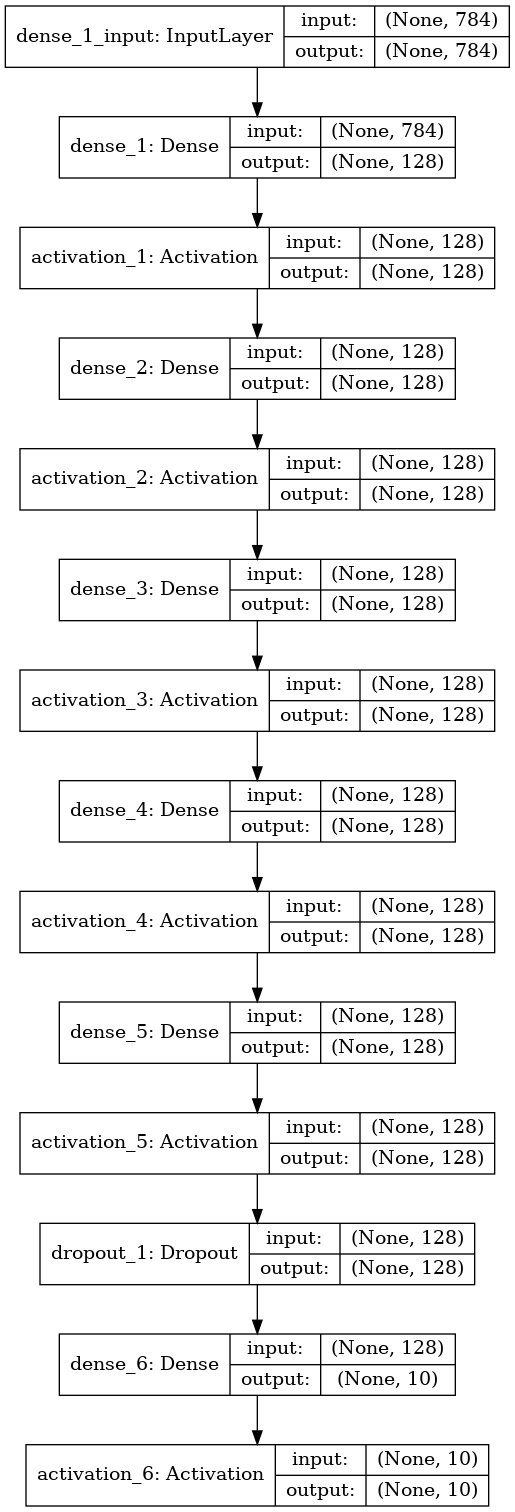 dense_1_input: InputLayer
input: (None, 784)
output: (None, 784)
dense_1: Dense
input: (None, 784)
output: (None, 128)
activation_1: Activation
input: (None, 128)
output: (None, 128)
dense_2: Dense
input: (None, 128)
output: (None, 128)
activation_2: Activation
input: (None, 128)
output: (None, 128)
dense_3: Dense
input: (None, 128)
output: (None, 128)
activation_3: Activation
input: (None, 128)
output: (None, 128)
dense_4: Dense
input: (None, 128)
output: (None, 128)
activation_4: Activation
input: (None, 128)
output: (None, 128)
dense_5: Dense
input: (None, 128)
output: (None, 128)
activation_5: Activation
input: (None, 128)
output: (None, 128)
dropout_1: Dropout
input: (None, 128)
output: (None, 128)
dense_6: Dense
input: (None, 128)
output: (None, 10)
activation_6: Activation
input: (None, 10)
output: (None, 10)